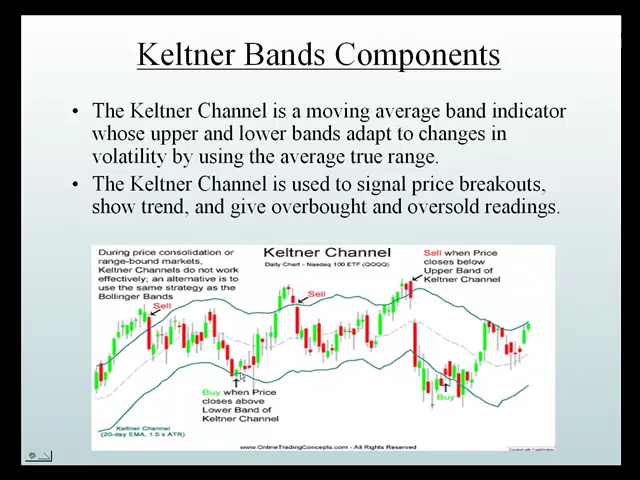 Keltner Bands Components
• The Keltner Channel is a moving average band indicator
whose upper and lower bands adapt to changes in
volatility by using the average true range.
• The Keltner Channel is used to signal price breakouts,
show trend, and give overbought and oversold readings.
During price consolidation or
range-bound markets,
Keltner Channels do not work
effectively; an alternative is to
use the same strategy as the
Bollinger Bands
Keltner Channel
Daily Chart - Nasdaq 100 ETF (QQQQ)
Sell when Price
closes below
Upper Band of
Keltner Channel
Sell
Sell
Buy when Price
closes above
Lower Band of
Keltner Channel
Buy
Keltner Channel
(20-day EMA, 1.5 x ATR)
www.OnlineTradingConcepts.com - All Rights Reserved
Created with TradeStation